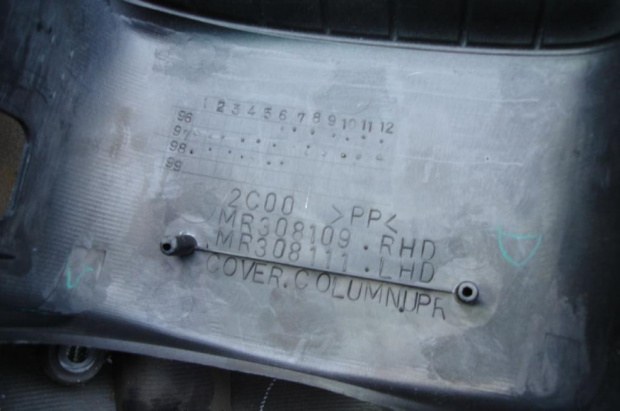 1 2 3 4 5 6 7 8 9 10 11 12
96
97
98
99
2C00 >PP<
MR308109.RHD
MR308111.LHD
COVER.COLUMN.UPR